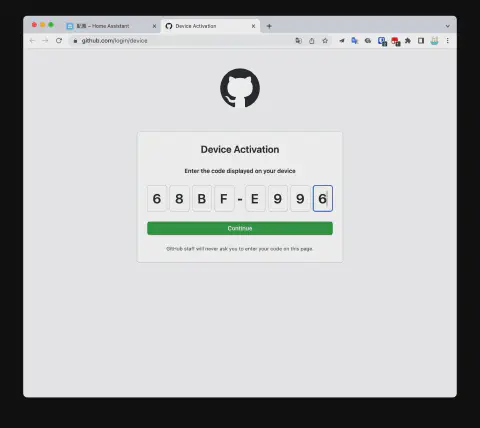 配置 – Home Assistant
Device Activation
github.com/login/device
Device Activation
Enter the code displayed on your device
6 8 B F - E 9 9 6
Continue
GitHub staff will never ask you to enter your code on this page.